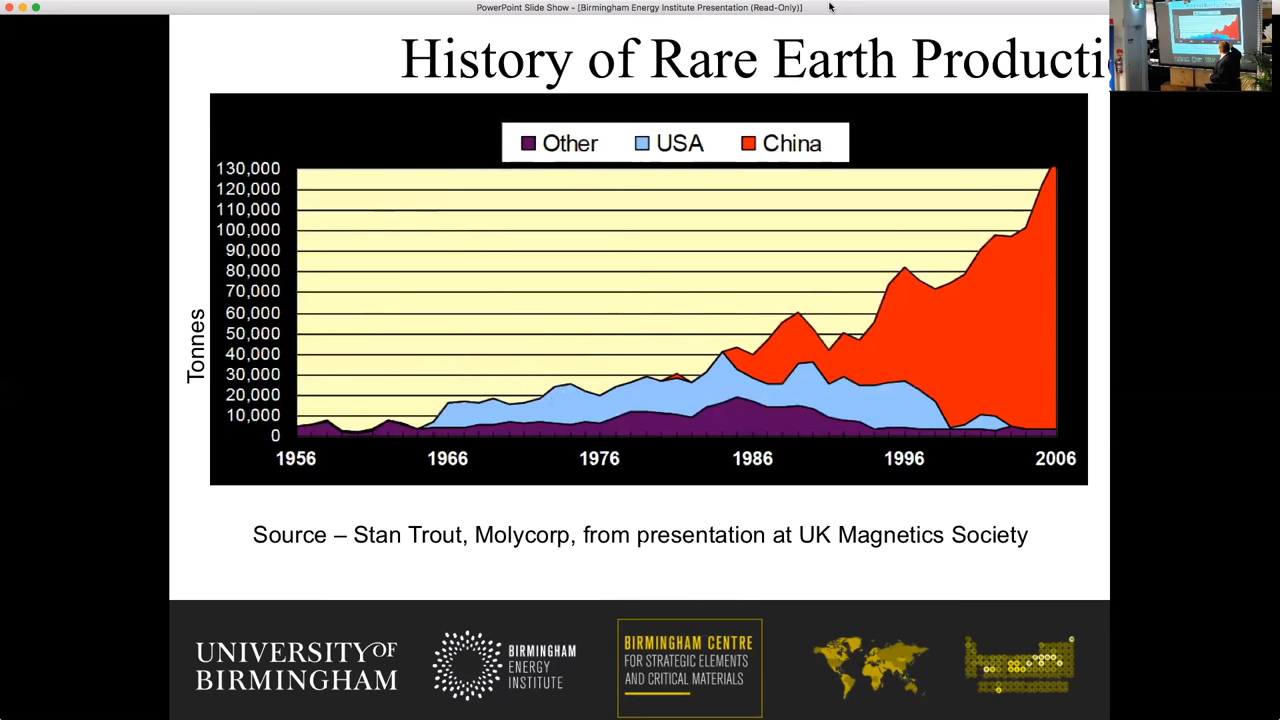 PowerPoint Slide Show - [Birmingham Energy Institute Presentation (Read-Only)]
History of Rare Earth Producti
Other USA China
130,000
120,000
110,000
100,000
90,000
80,000
70,000
60,000
50,000
40,000
30,000
20,000
10,000
0
Tonnes
1956 1966 1976 1986 1996 2006
Source – Stan Trout, Molycorp, from presentation at UK Magnetics Society
UNIVERSITY OF
BIRMINGHAM
BIRMINGHAM
ENERGY
INSTITUTE
BIRMINGHAM CENTRE
FOR STRATEGIC ELEMENTS
AND CRITICAL MATERIALS